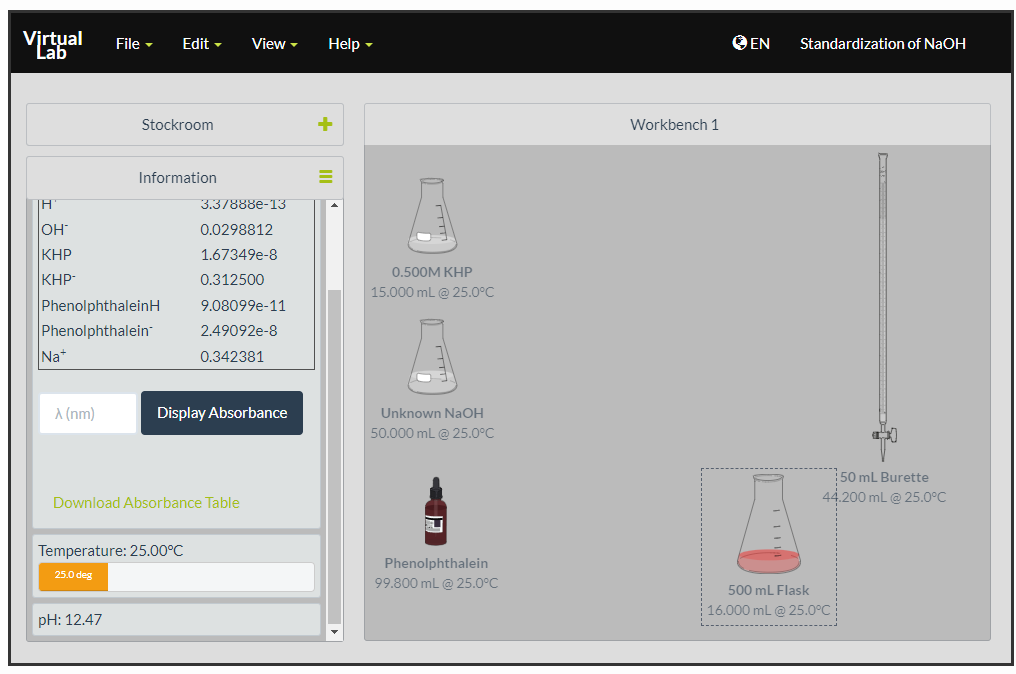 Virtual
Lab
File
Edit
View
Help
EN
Standardization of NaOH
Stockroom
Information
H⁺ 3.37888e-13
OH⁻ 0.0298812
KHP 1.67349e-8
KHP⁻ 0.312500
PhenolphthaleinH 9.08099e-11
Phenolphthalein⁻ 2.49092e-8
Na⁺ 0.342381
λ (nm)
Display Absorbance
Download Absorbance Table
Temperature: 25.00°C
25.0 deg
pH: 12.47
Workbench 1
0.500M KHP
15.000 mL @ 25.0°C
Unknown NaOH
50.000 mL @ 25.0°C
Phenolphthalein
99.800 mL @ 25.0°C
50 mL Burette
44.200 mL @ 25.0°C
500 mL Flask
16.000 mL @ 25.0°C